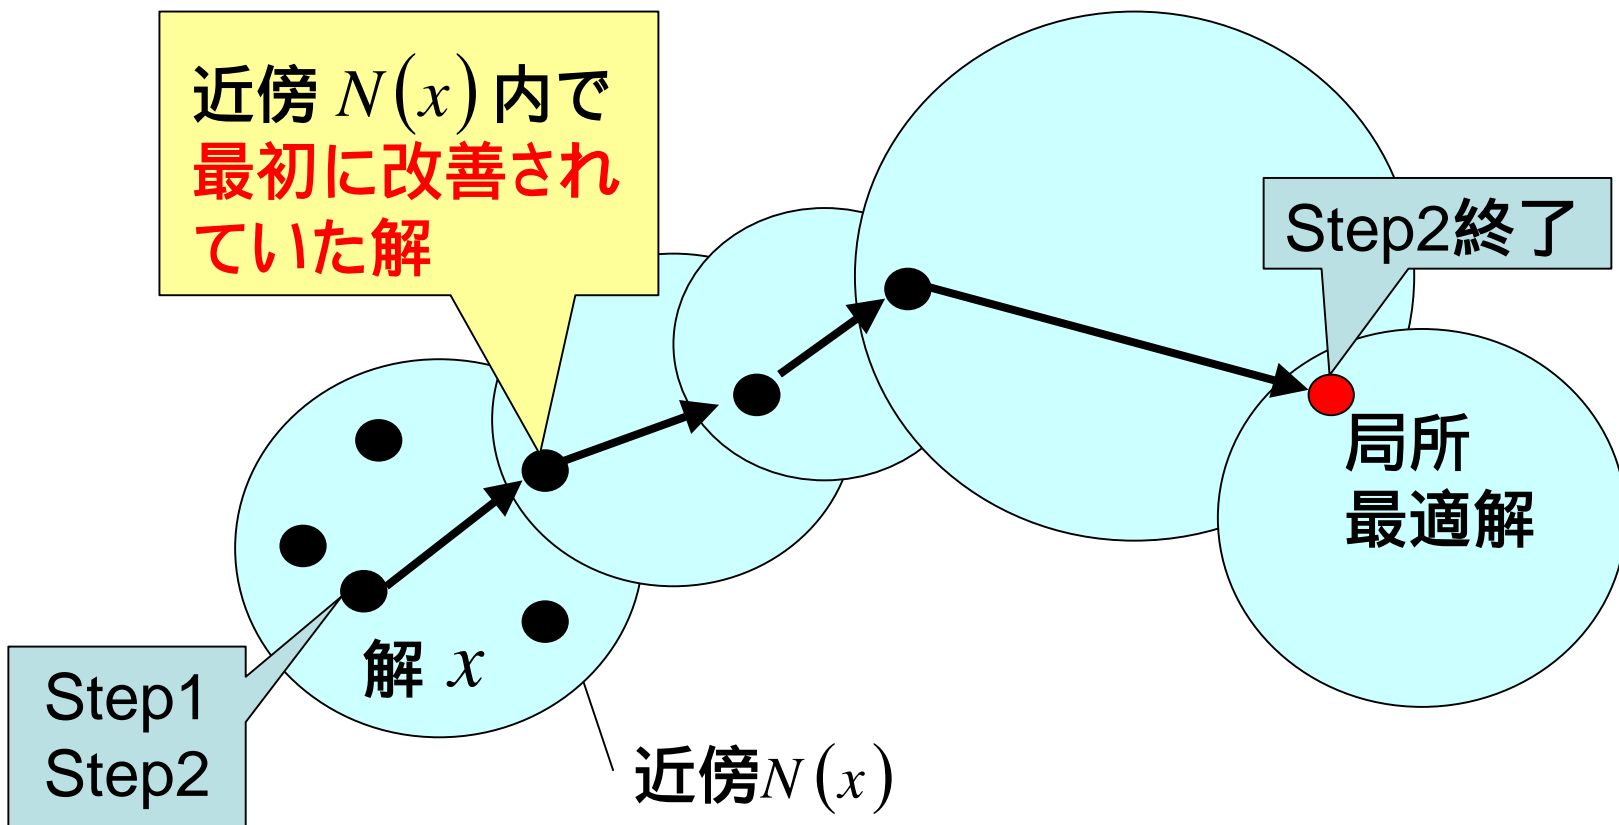 近傍 N(x) 内で
最初に改善され
ていた解
Step2終了
局所
最適解
解 x
Step1
Step2
近傍N(x)